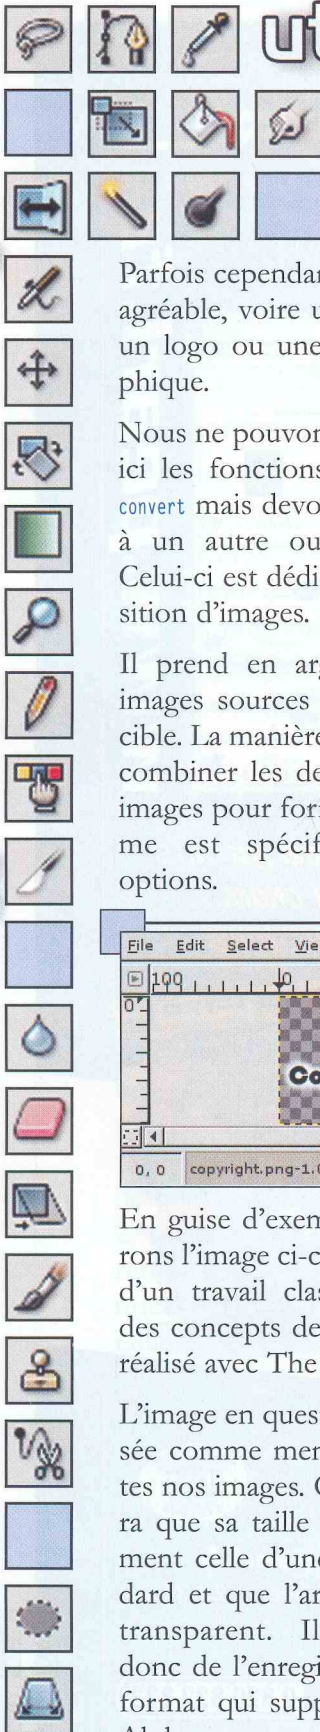 ut
Parfois cependan
agréable, voire u
un logo ou une
phique.
Nous ne pouvon
ici les fonctions
convert mais devo
à un autre ou
Celui-ci est dédi
sition d'images.
Il prend en arg
images sources
cible. La manière
combiner les de
images pour for
me est spécif
options.
File Edit Select Vie
100 0
0
Co
0, 0 copyright.png-1.0
En guise d'exem
rons l'image ci-c
d'un travail clas
des concepts de
réalisé avec The
L'image en quest
sée comme mer
tes nos images. C
ra que sa taille
ment celle d'une
dard et que l'ar
transparent. Il
donc de l'enregi
format qui supp